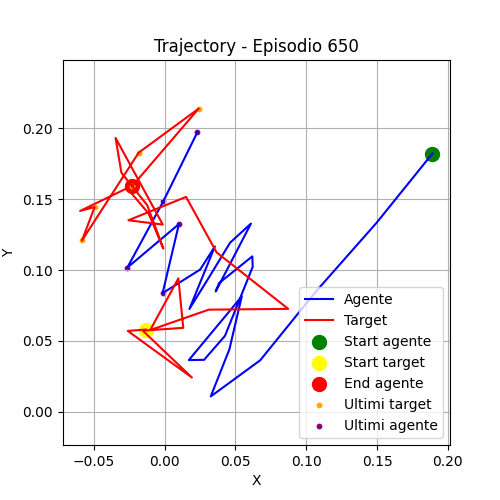 Trajectory - Episodio 650
Y
0.20
0.15
0.10
0.05
0.00
−0.05
0.00
0.05
0.10
0.15
0.20
X
Agente
Target
Start agente
Start target
End agente
Ultimi target
Ultimi agente